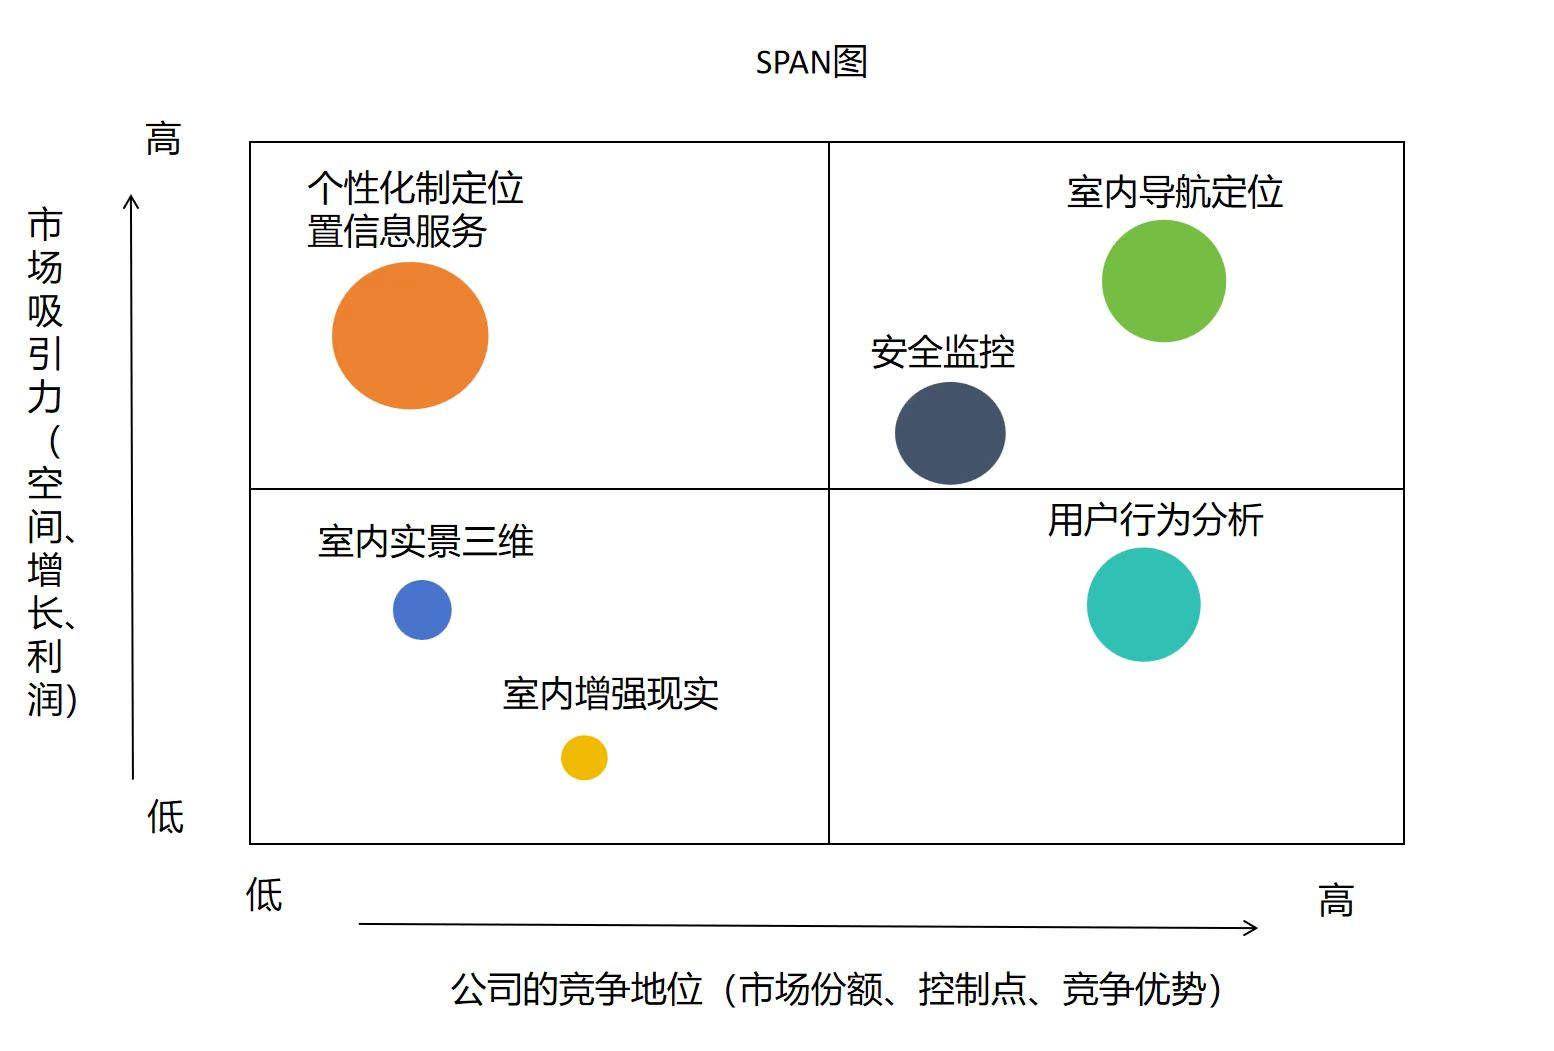 SPAN图
高
市场吸引力（空间、增长、利润）
个性化制定位
置信息服务
室内导航定位
安全监控
用户行为分析
室内实景三维
室内增强现实
低
低
高
公司的竞争地位（市场份额、控制点、竞争优势）